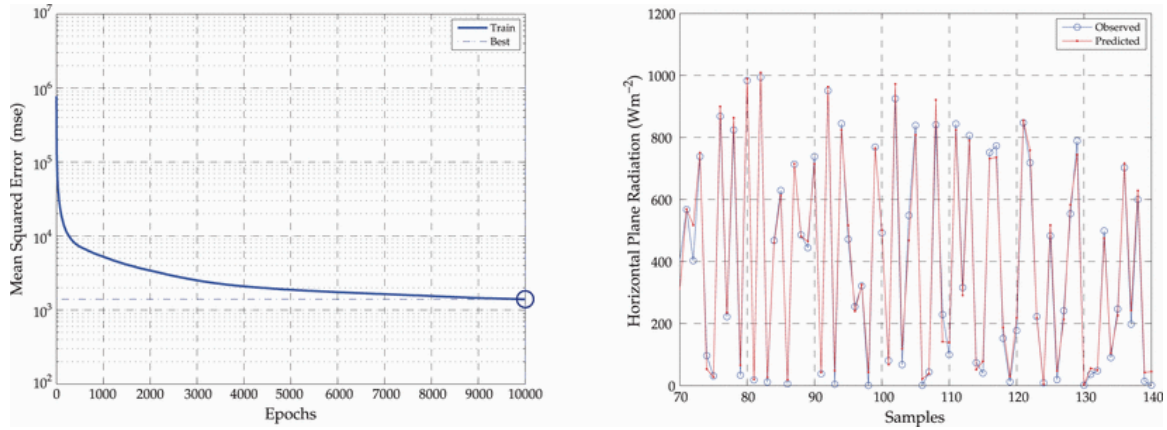 10^7
10^6
10^5
10^4
10^3
10^2
Mean Squared Error (mse)
Train
Best
0 1000 2000 3000 4000 5000 6000 7000 8000 9000 10000
Epochs
1200
1000
800
600
400
200
0
Horizontal Plane Radiation (Wm⁻²)
Observed
Predicted
70 80 90 100 110 120 130 140
Samples